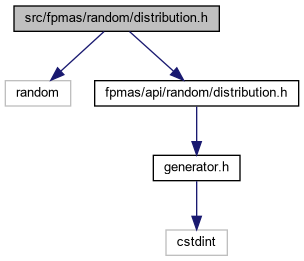 src/fpmas/random/distribution.h
random
fpmas/api/random/distribution.h
generator.h
cstdint